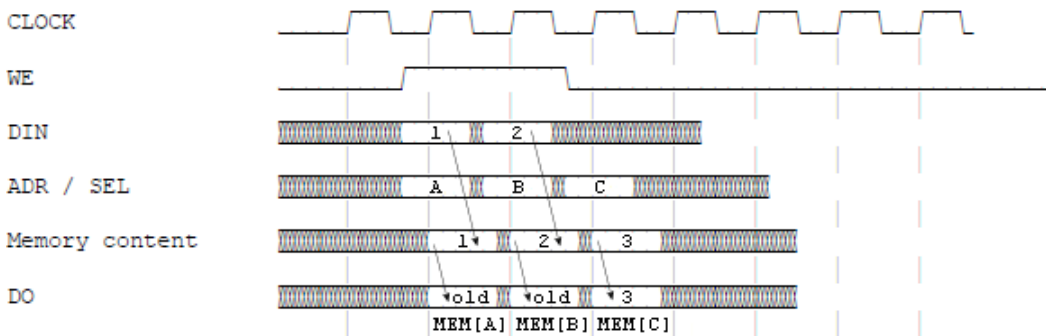 CLOCK
WE
DIN 1 2
ADR / SEL A B C
Memory content 1 2 3
DO old old 3
MEM[A] MEM[B] MEM[C]